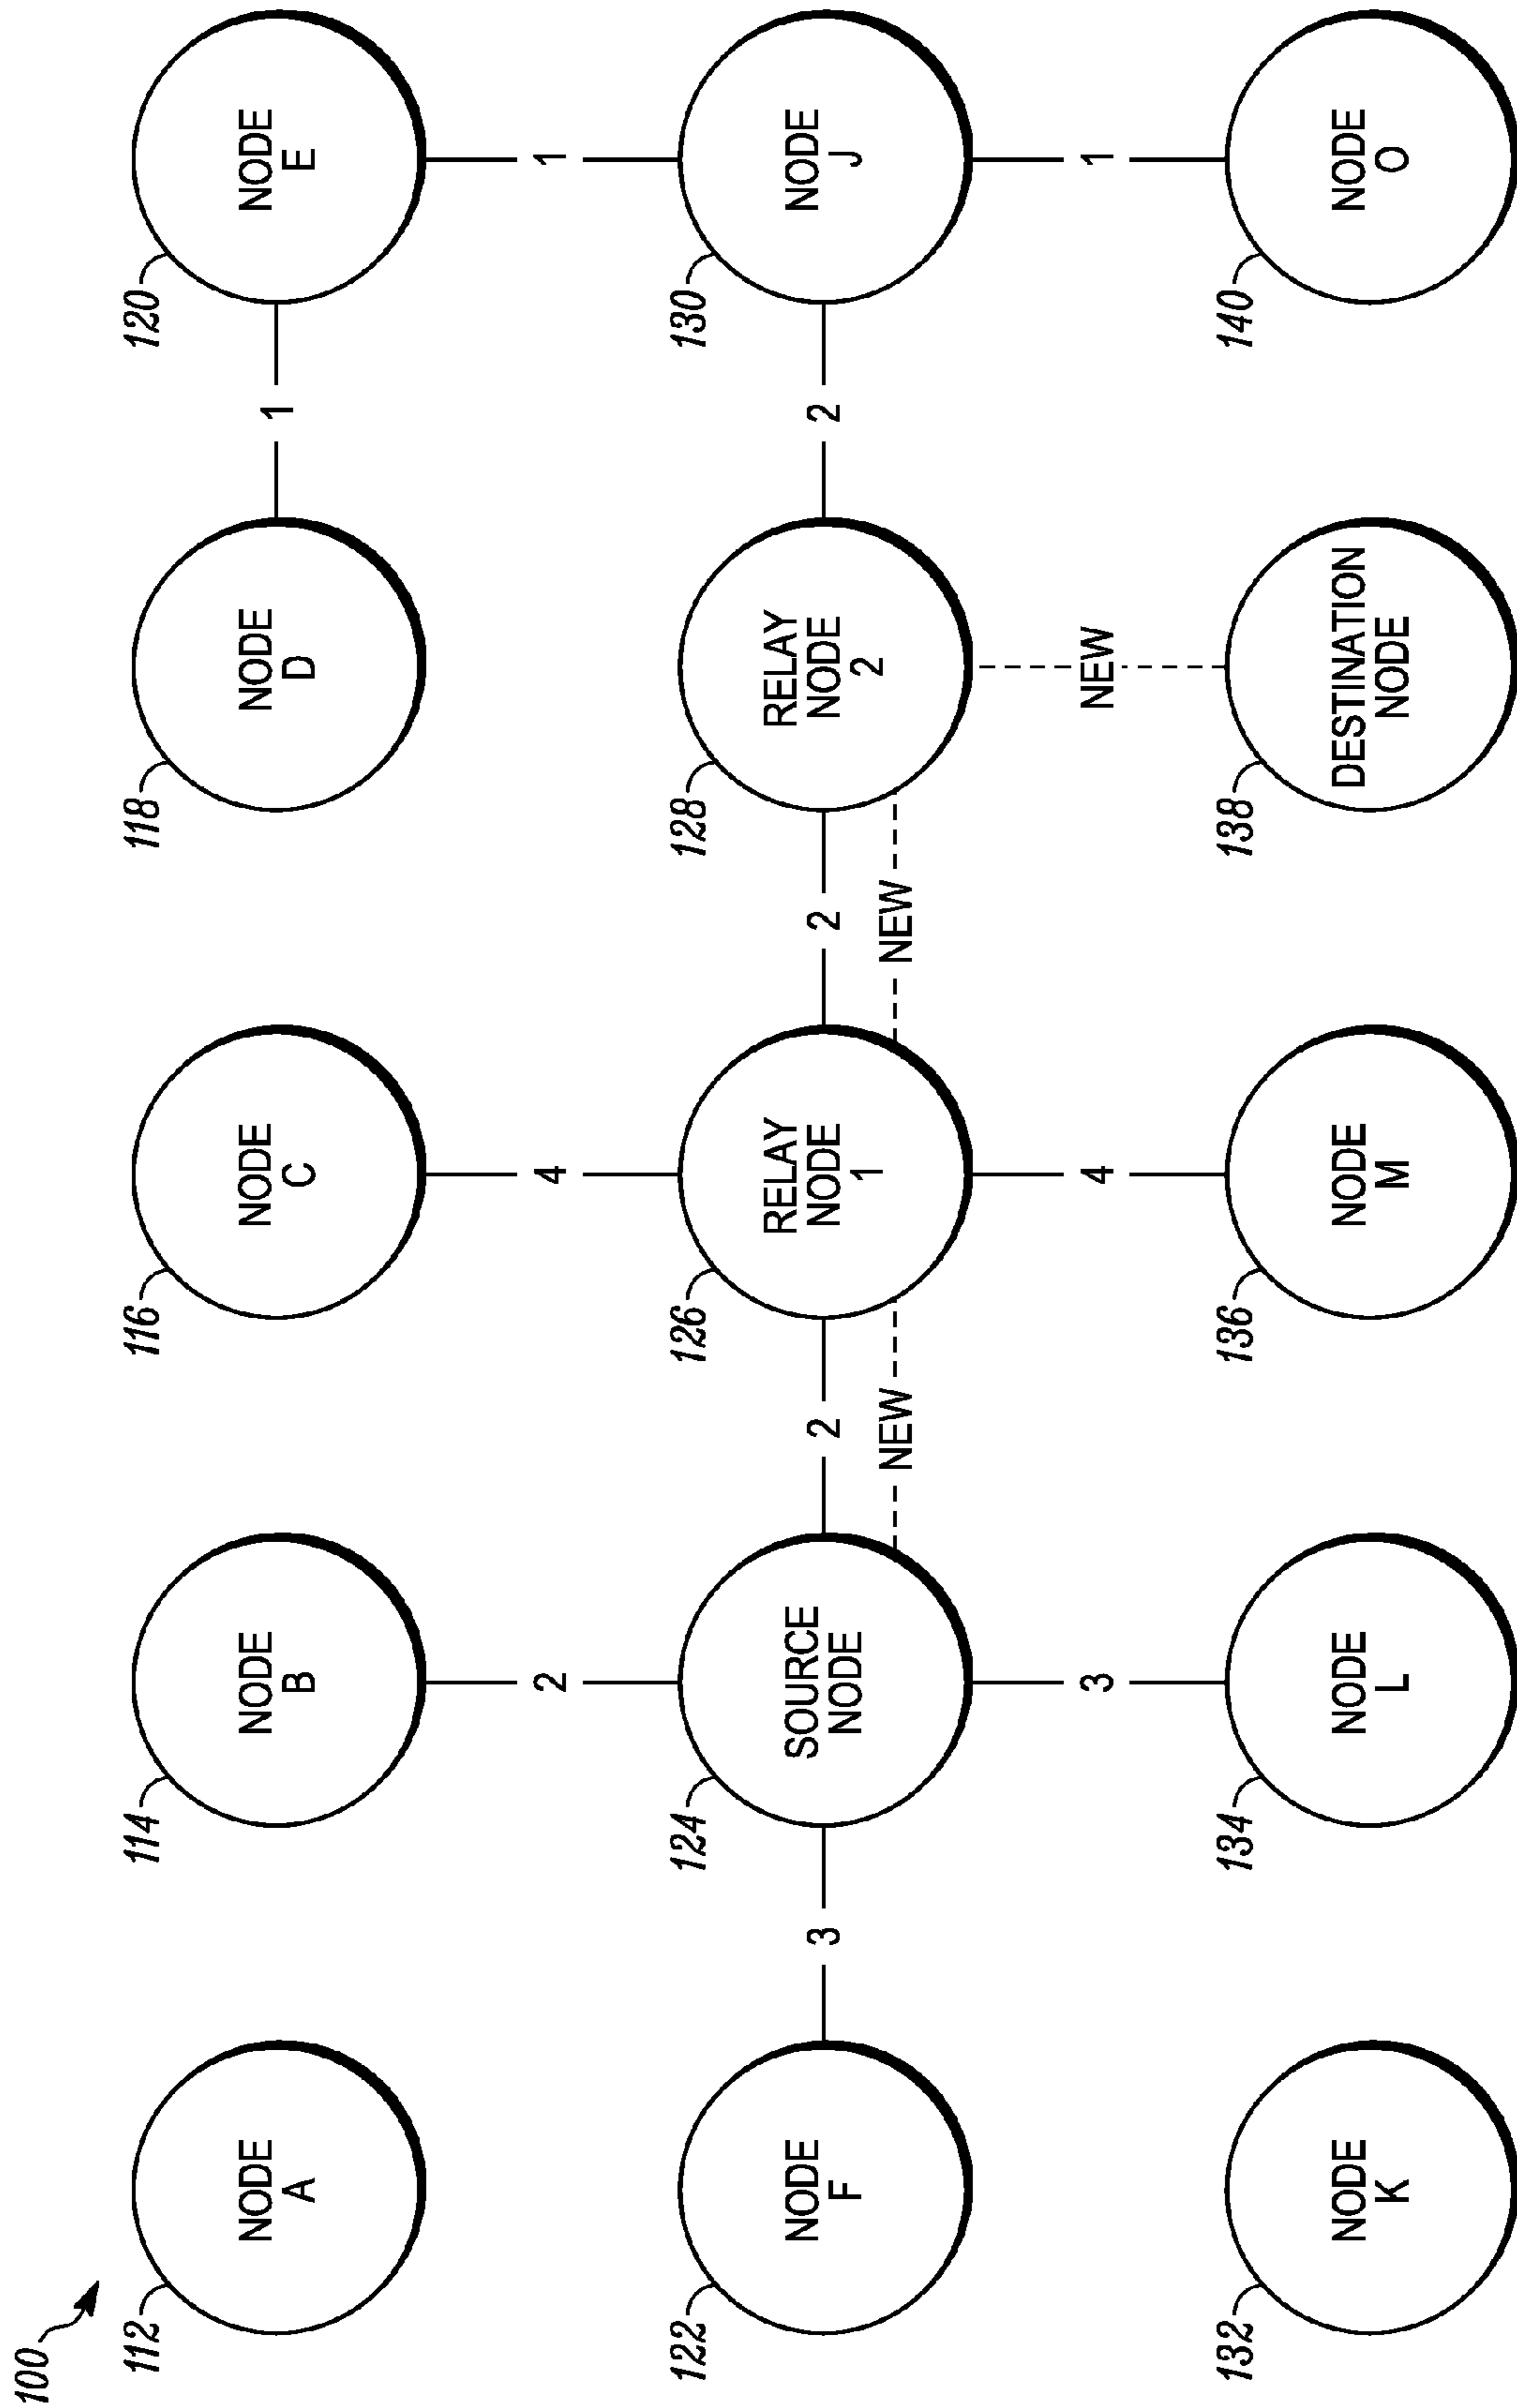 100
112
NODE
A
114
NODE
B
116
NODE
C
118
NODE
D
120
NODE
E
1
2
4
1
122
NODE
F
3
124
SOURCE
NODE
2
NEW
126
RELAY
NODE
1
2
NEW
128
RELAY
NODE
2
2
130
NODE
J
3
4
NEW
1
132
NODE
K
134
NODE
L
136
NODE
M
138
DESTINATION
NODE
140
NODE
O